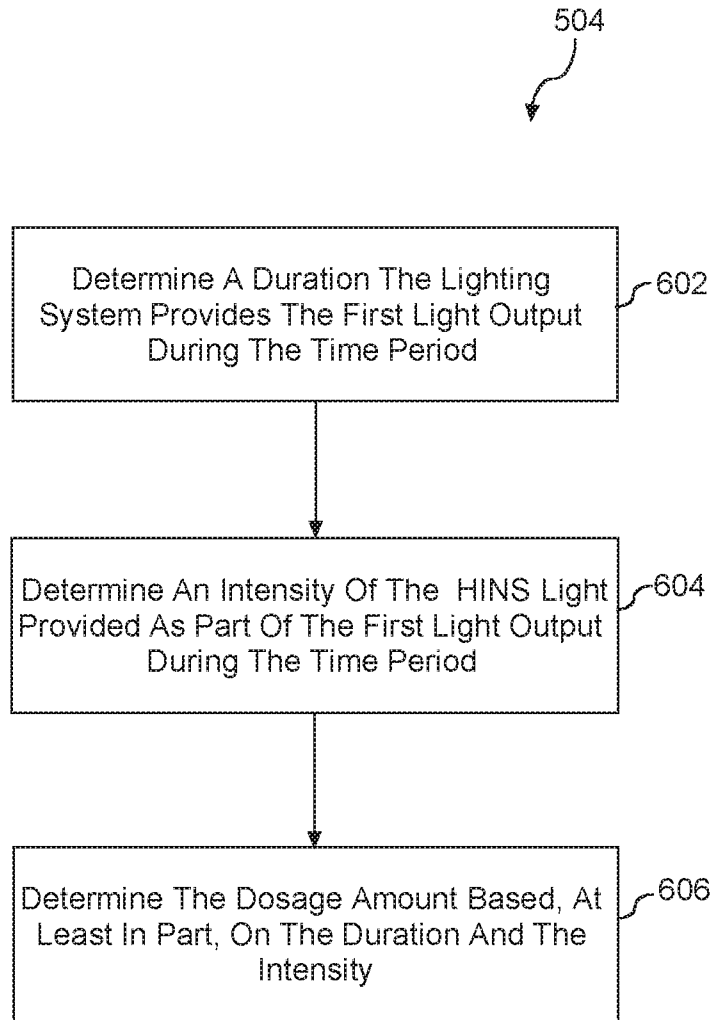 504
Determine A Duration The Lighting
System Provides The First Light Output
During The Time Period
602
Determine An Intensity Of The HINS Light
Provided As Part Of The First Light Output
During The Time Period
604
Determine The Dosage Amount Based, At
Least In Part, On The Duration And The
Intensity
606